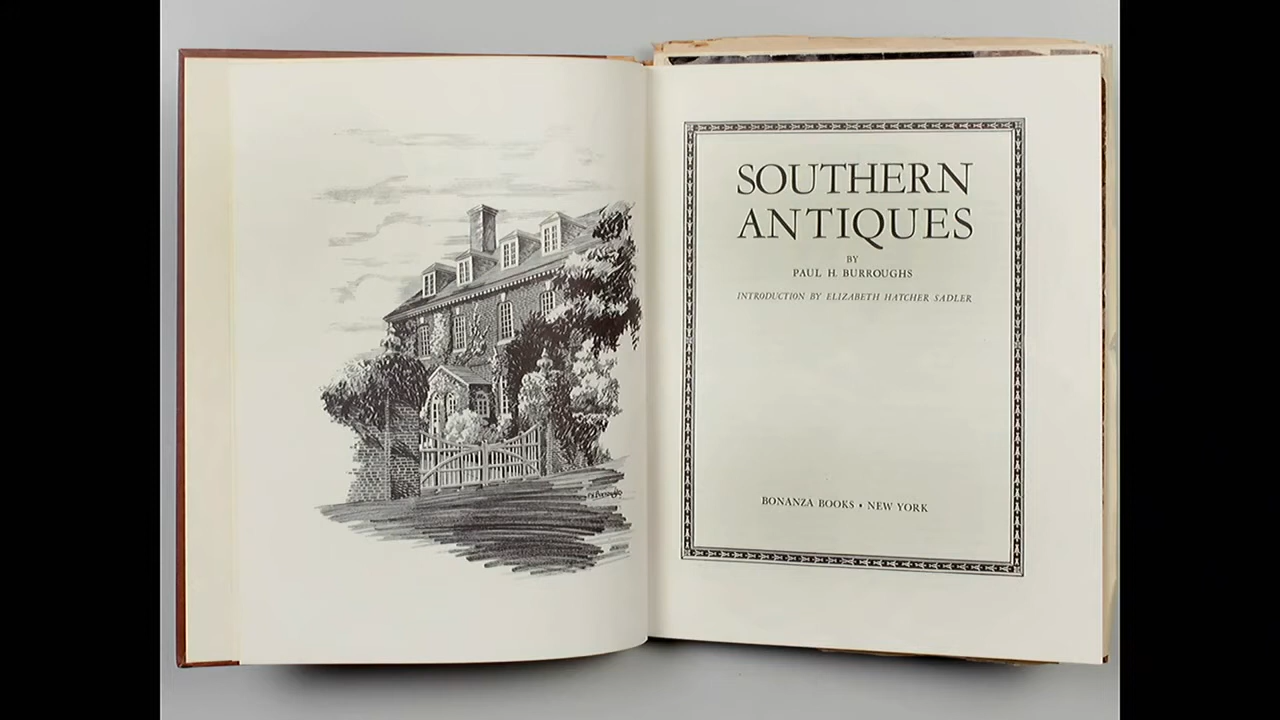 SOUTHERN
ANTIQUES
BY
PAUL H. BURROUGHS
INTRODUCTION BY ELIZABETH HATCHER SADLER
BONANZA BOOKS • NEW YORK